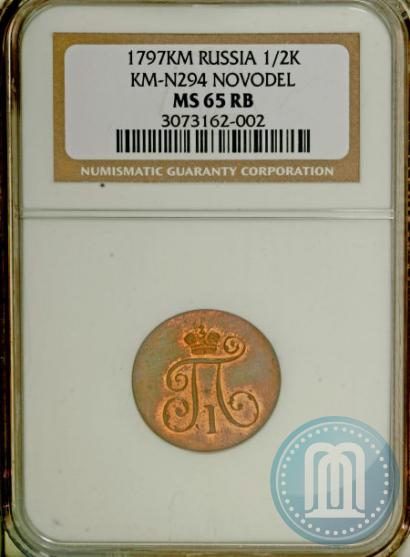 1797KM RUSSIA 1/2K
KM-N294 NOVODEL
MS 65 RB
3073162-002
NUMISMATIC GUARANTY CORPORATION
П
I